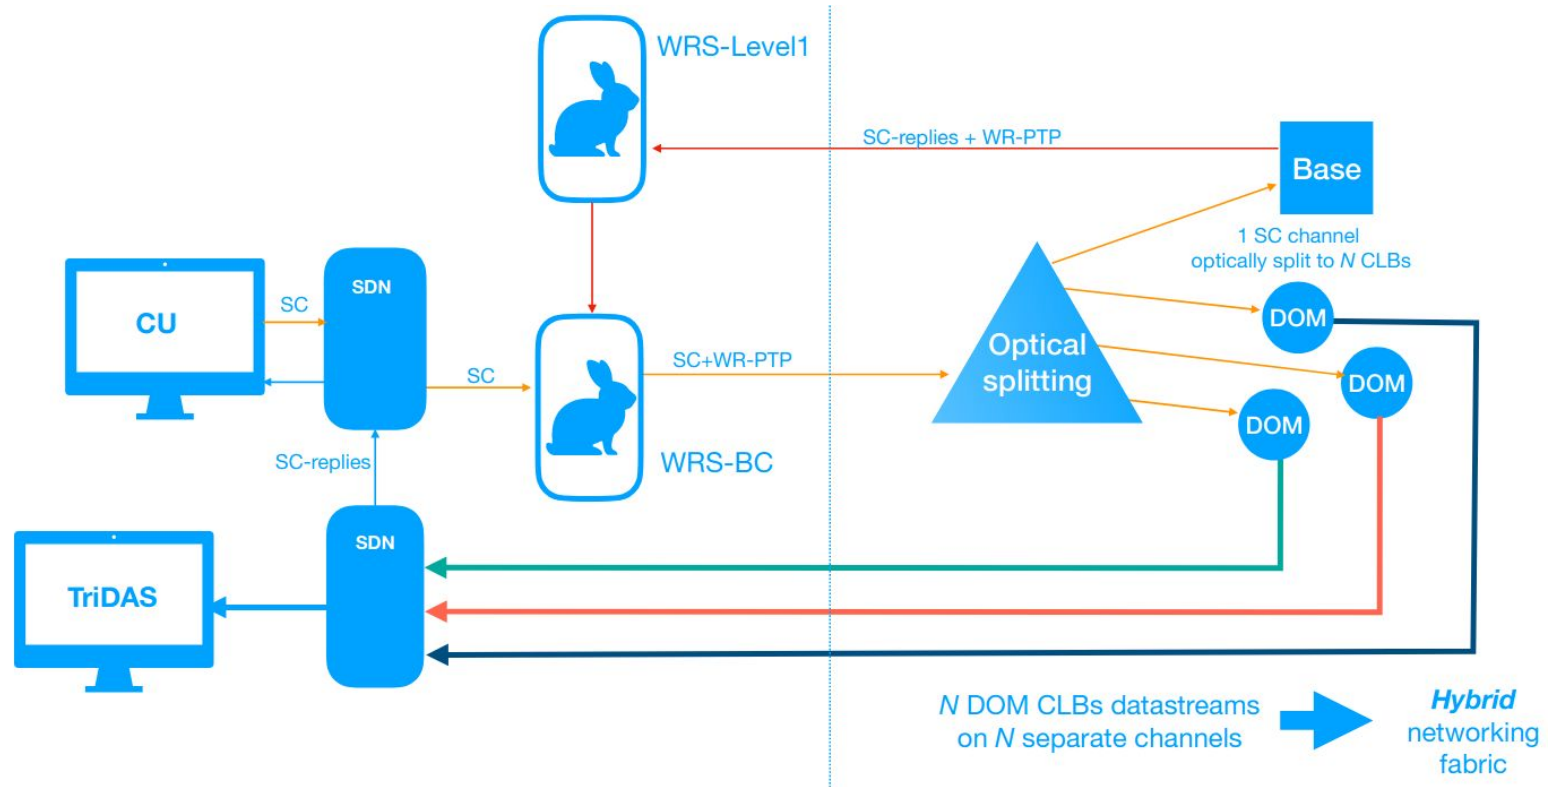 WRS-Level1
SC-replies + WR-PTP
Base
1 SC channel
optically split to N CLBs
SDN
SC
CU
DOM
Optical
splitting
SC+WR-PTP
SC
DOM
DOM
SC-replies
WRS-BC
SDN
TriDAS
N DOM CLBs datastreams
on N separate channels
Hybrid
networking
fabric